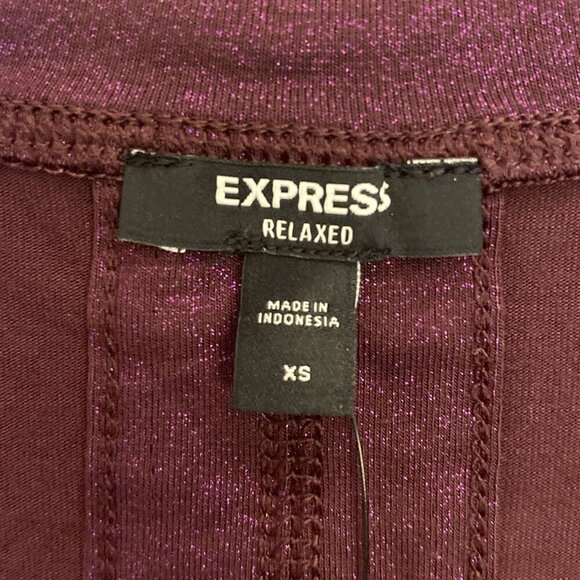 EXPRESS
RELAXED
MADE IN
INDONESIA
XS